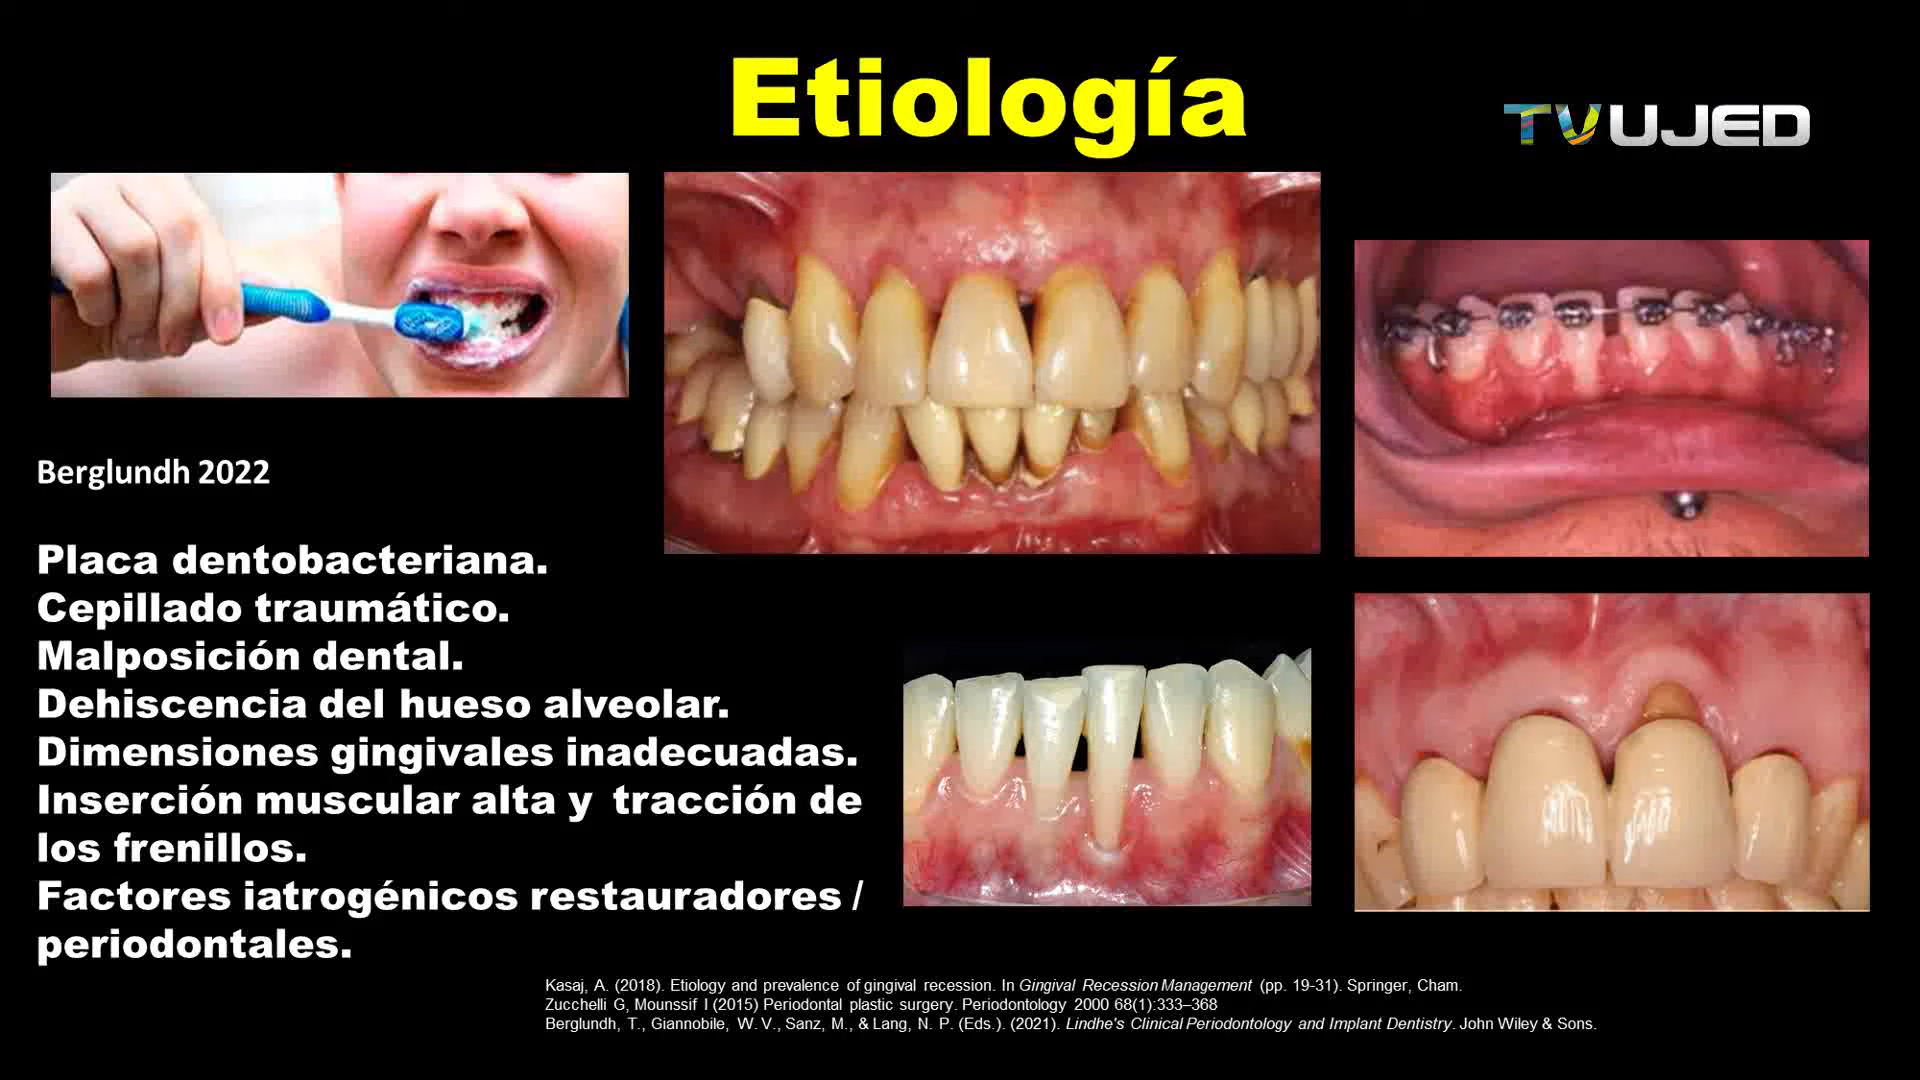 Etiología
TVUJED
Berglundh 2022
Placa dentobacteriana.
Cepillado traumático.
Malposición dental.
Dehiscencia del hueso alveolar.
Dimensiones gingivales inadecuadas.
Inserción muscular alta y tracción de
los frenillos.
Factores iatrogénicos restauradores /
periodontales.
Kasaj, A. (2018). Etiology and prevalence of gingival recession. In Gingival Recession Management (pp. 19-31). Springer, Cham.
Zucchelli G, Mounssif I (2015) Periodontal plastic surgery. Periodontology 2000 68(1):333–368
Berglundh, T., Giannobile, W. V., Sanz, M., & Lang, N. P. (Eds.). (2021). Lindhe's Clinical Periodontology and Implant Dentistry. John Wiley & Sons.